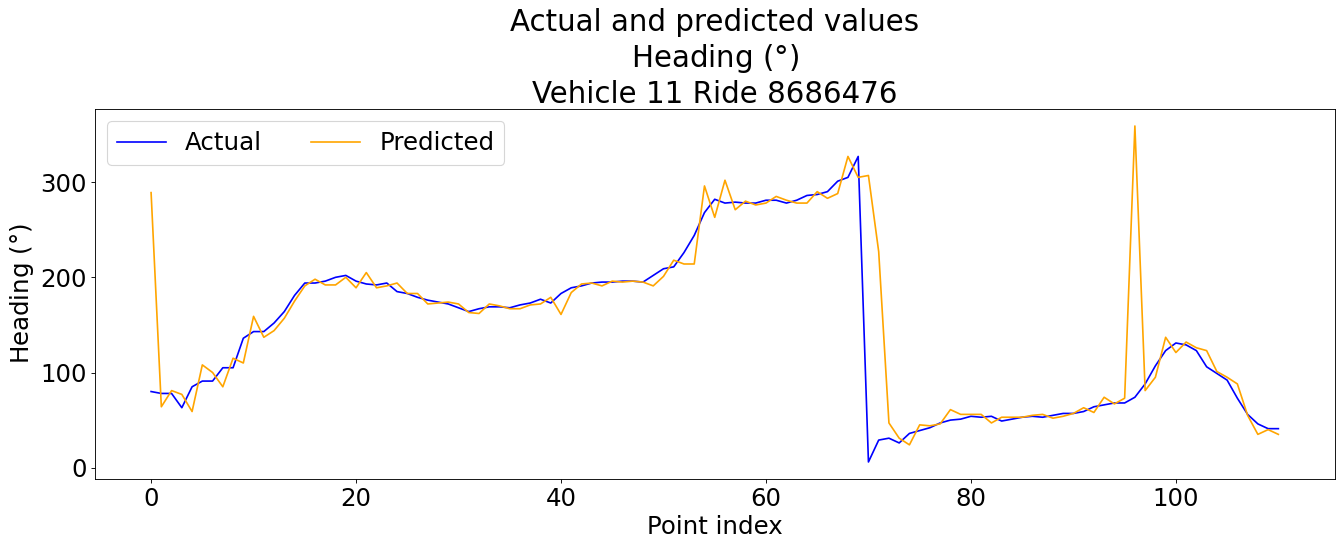 Actual and predicted values
Heading (°)
Vehicle 11 Ride 8686476
Actual
Predicted
Heading (°)
300
200
100
0
0
20
40
60
80
100
Point index